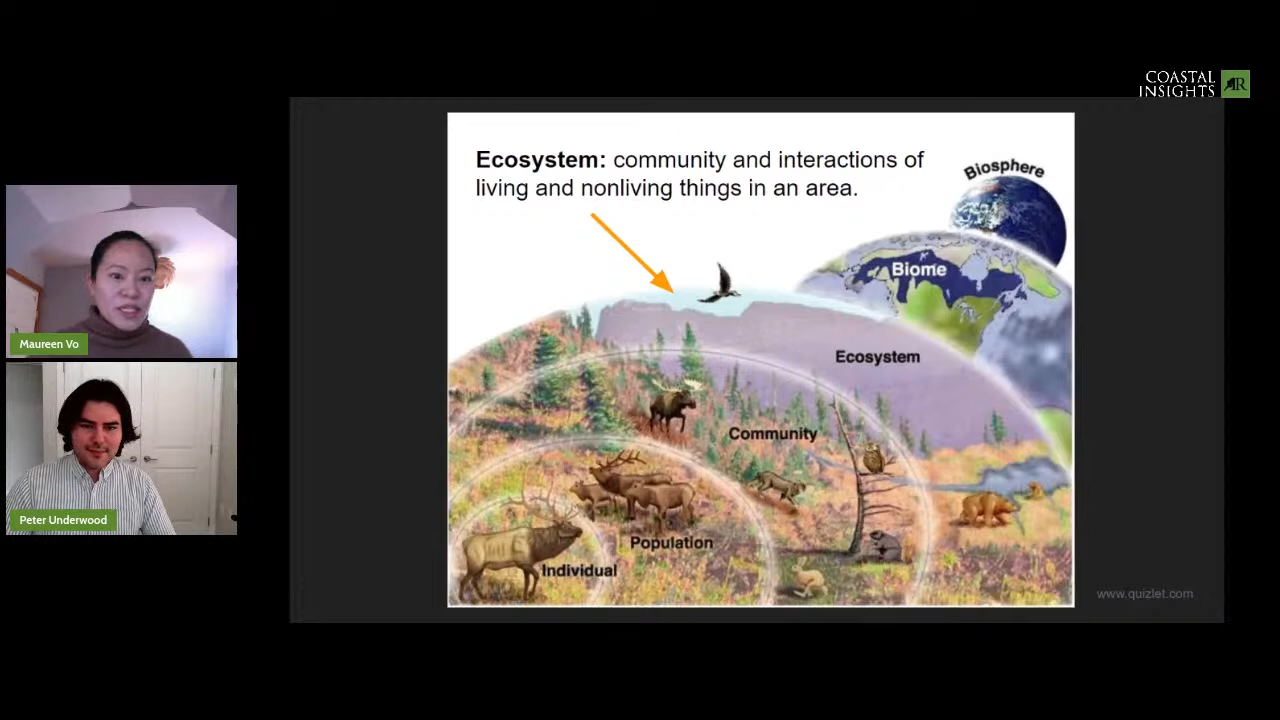 COASTAL
INSIGHTS
Ecosystem: community and interactions of
living and nonliving things in an area.
Biosphere
Biome
Ecosystem
Community
Population
Individual
www.quizlet.com
Maureen Vo
Peter Underwood